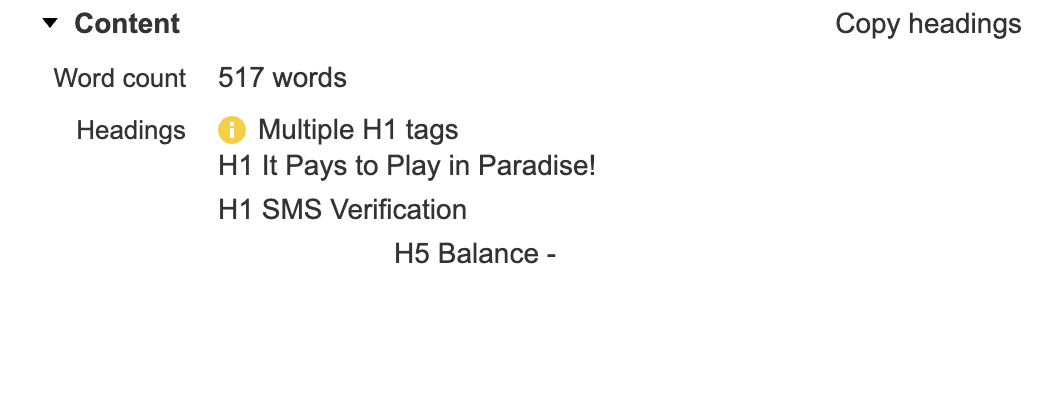 Content
Copy headings
Word count
517 words
Headings
Multiple H1 tags
H1 It Pays to Play in Paradise!
H1 SMS Verification
H5 Balance -